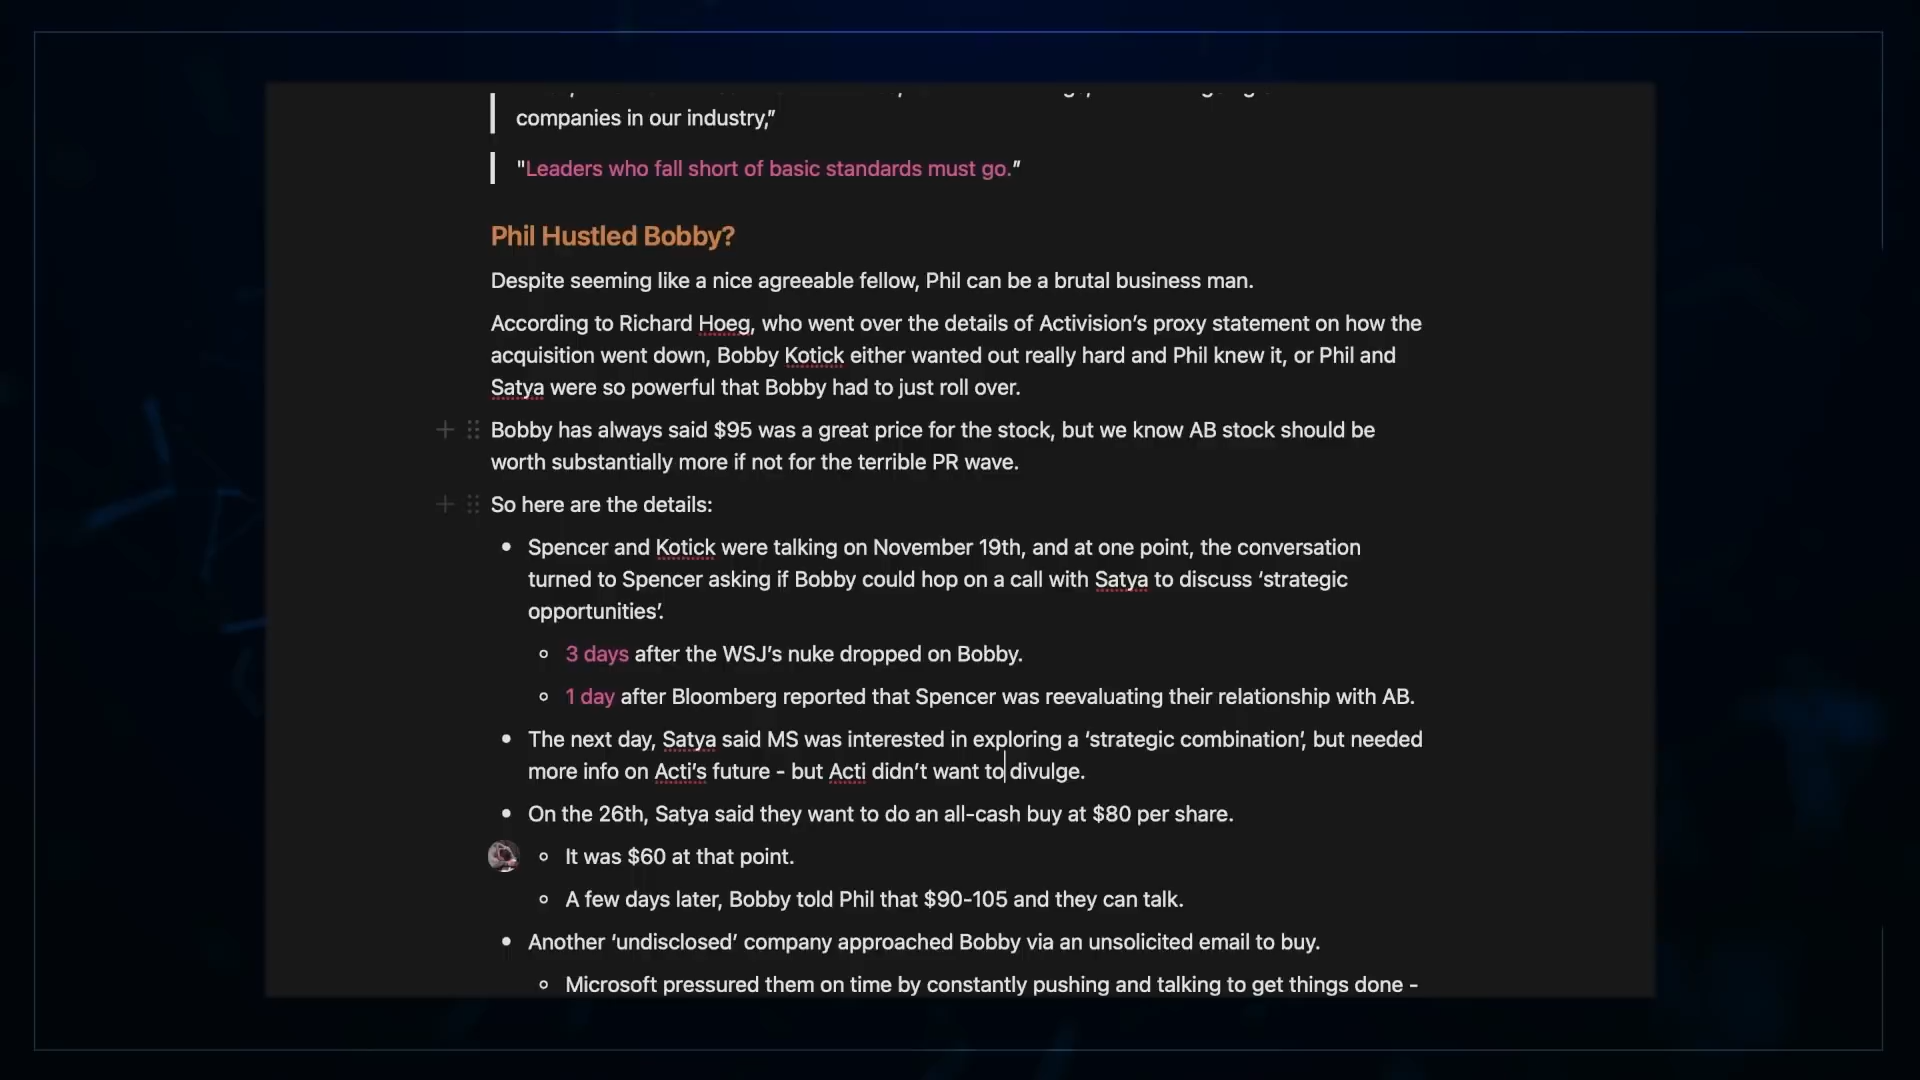 companies in our industry,”
"Leaders who fall short of basic standards must go.”
Phil Hustled Bobby?
Despite seeming like a nice agreeable fellow, Phil can be a brutal business man.
According to Richard Hoeg, who went over the details of Activision’s proxy statement on how the
acquisition went down, Bobby Kotick either wanted out really hard and Phil knew it, or Phil and
Satya were so powerful that Bobby had to just roll over.
Bobby has always said $95 was a great price for the stock, but we know AB stock should be
worth substantially more if not for the terrible PR wave.
So here are the details:
Spencer and Kotick were talking on November 19th, and at one point, the conversation
turned to Spencer asking if Bobby could hop on a call with Satya to discuss ‘strategic
opportunities’.
3 days after the WSJ’s nuke dropped on Bobby.
1 day after Bloomberg reported that Spencer was reevaluating their relationship with AB.
The next day, Satya said MS was interested in exploring a ‘strategic combination’, but needed
more info on Acti’s future - but Acti didn’t want to divulge.
On the 26th, Satya said they want to do an all-cash buy at $80 per share.
It was $60 at that point.
A few days later, Bobby told Phil that $90-105 and they can talk.
Another ‘undisclosed’ company approached Bobby via an unsolicited email to buy.
Microsoft pressured them on time by constantly pushing and talking to get things done -